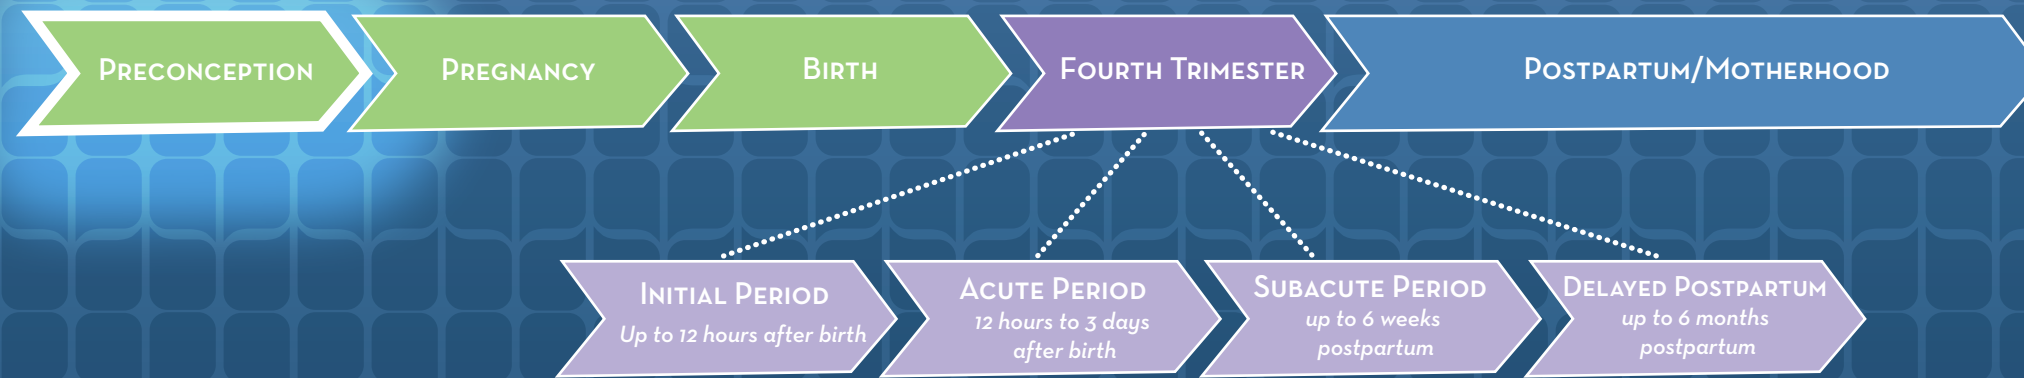 Preconception
Pregnancy
Birth
Fourth Trimester
Postpartum/Motherhood
Initial Period
Up to 12 hours after birth
Acute Period
12 hours to 3 days
after birth
Subacute Period
up to 6 weeks
postpartum
Delayed Postpartum
up to 6 months
postpartum